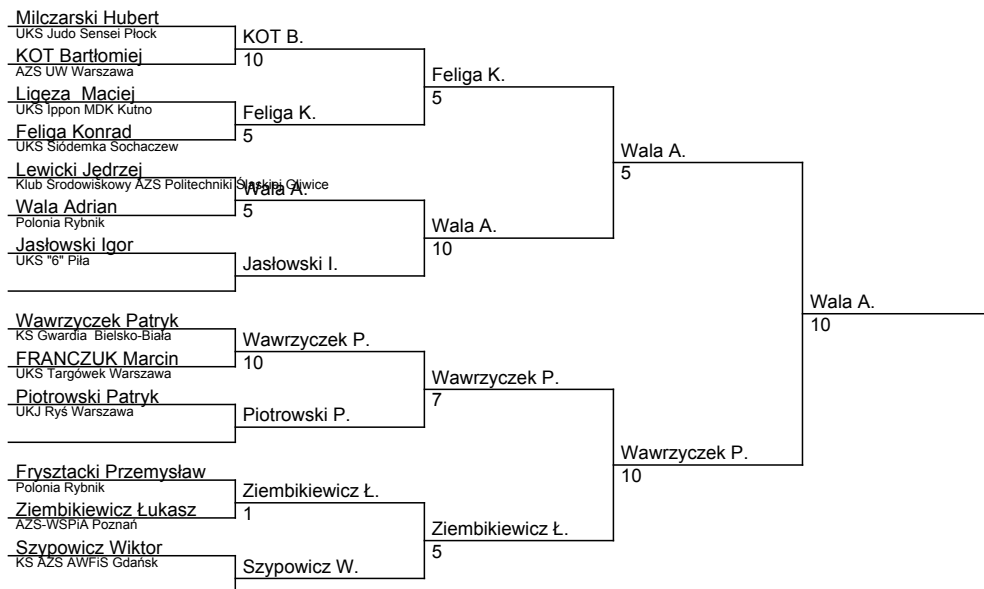 Milczarski Hubert
UKS Judo Sensei Płock
KOT Bartłomiej
AZS UW Warszawa
Ligęza Maciej
UKS Ippon MDK Kutno
Feliga Konrad
UKS Siódemka Sochaczew
Lewicki Jędrzej
Klub Środowiskowy AZS Politechniki Śląskiej Gliwice
Wala Adrian
Polonia Rybnik
Jasłowski Igor
UKS "6" Piła
Wawrzyczek Patryk
KS Gwardia Bielsko-Biała
FRANCZUK Marcin
UKS Targówek Warszawa
Piotrowski Patryk
UKJ Ryś Warszawa
Frysztacki Przemysław
Polonia Rybnik
Ziembikiewicz Łukasz
AZS-WSPiA Poznań
Szypowicz Wiktor
KS AZS AWFiS Gdańsk
KOT B.
10
Feliga K.
5
Wala A.
5
Jasłowski I.
Wawrzyczek P.
10
Piotrowski P.
Ziembikiewicz Ł.
1
Szypowicz W.
Feliga K.
5
Wala A.
10
Wawrzyczek P.
7
Ziembikiewicz Ł.
5
Wala A.
5
Wawrzyczek P.
10
Wala A.
10